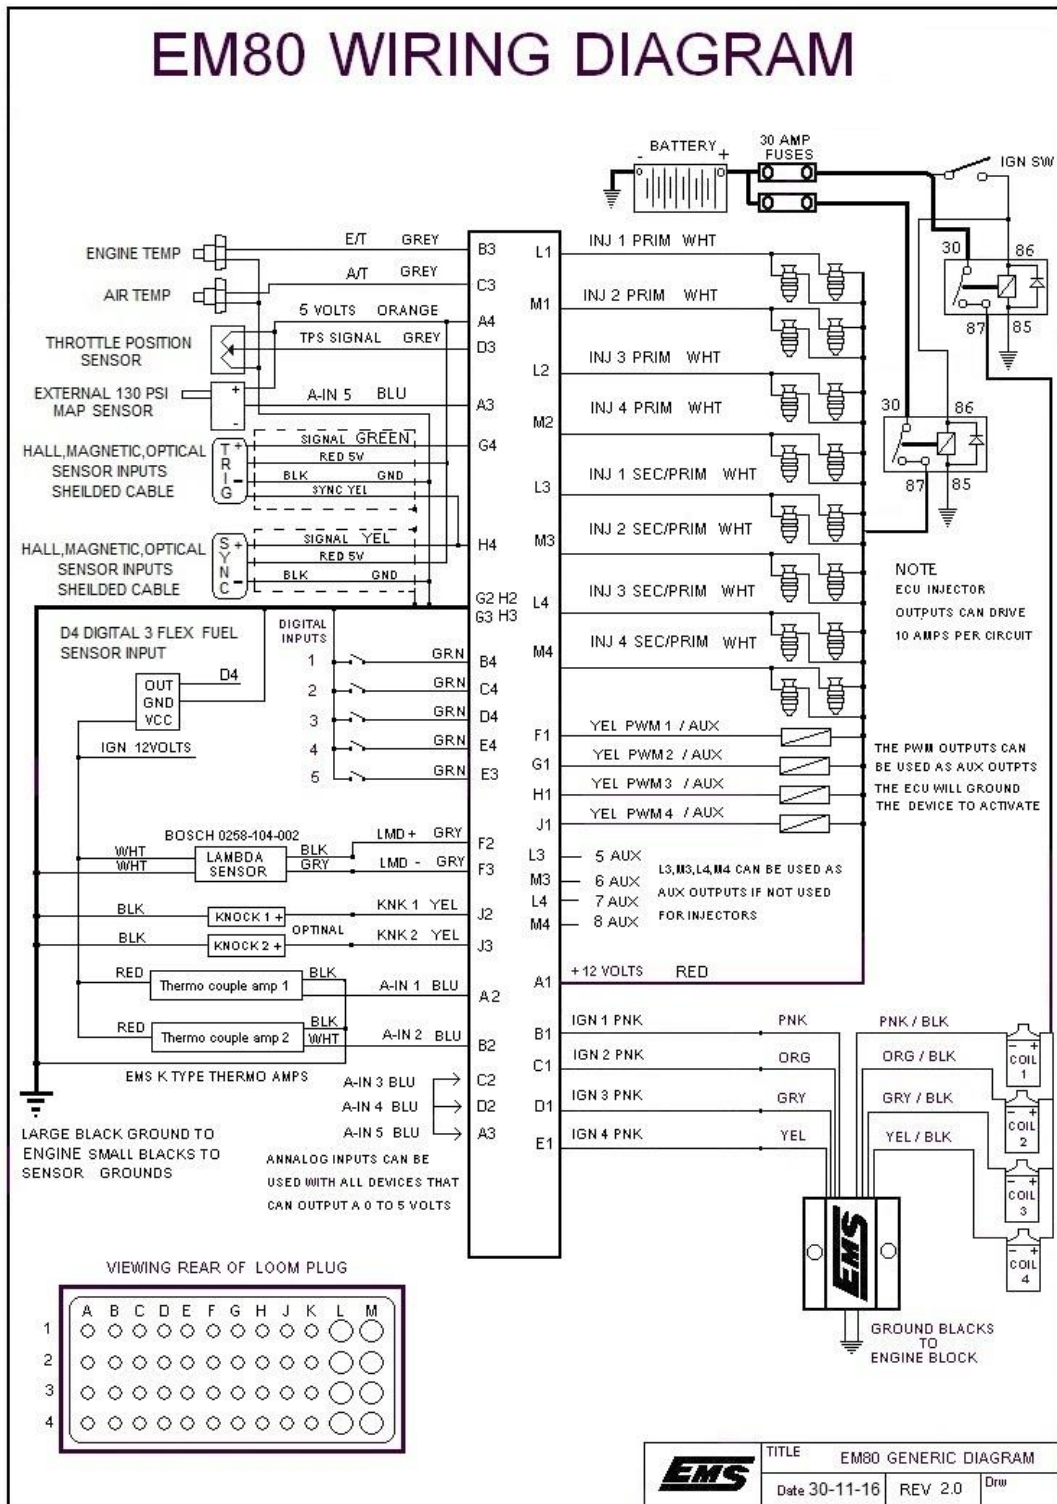 EM80 WIRING DIAGRAM
- BATTERY +
30 AMP
FUSES
IGN SW
30
86
87
85
30
86
87
85
ENGINE TEMP
AIR TEMP
THROTTLE POSITION
SENSOR
EXTERNAL 130 PSI
MAP SENSOR
+
-
HALL,MAGNETIC,OPTICAL
SENSOR INPUTS
SHEILDED CABLE
TRIG
+
-
HALL,MAGNETIC,OPTICAL
SENSOR INPUTS
SHEILDED CABLE
SYNC
+
-
E/T GREY
A/T GREY
5 VOLTS ORANGE
TPS SIGNAL GREY
A-IN 5 BLU
SIGNAL GREEN
RED 5V
BLK GND
SYNC YEL
SIGNAL YEL
RED 5V
BLK GND
B3
C3
A4
D3
A3
G4
H4
G2 H2
G3 H3
D4 DIGITAL 3 FLEX FUEL
SENSOR INPUT
OUT
GND
VCC
D4
IGN 12VOLTS
DIGITAL
INPUTS
1 GRN B4
2 GRN C4
3 GRN D4
4 GRN E4
5 GRN E3
BOSCH 0258-104-002
WHT
WHT
LAMBDA
SENSOR
BLK
GRY
LMD + GRY F2
LMD - GRY F3
BLK KNOCK 1 + KNK 1 YEL J2
OPTINAL
BLK KNOCK 2 + KNK 2 YEL J3
RED Thermo couple amp 1 BLK
A-IN 1 BLU A2
RED Thermo couple amp 2 BLK
WHT
A-IN 2 BLU B2
EMS K TYPE THERMO AMPS
A-IN 3 BLU C2
A-IN 4 BLU D2
A-IN 5 BLU A3
LARGE BLACK GROUND TO
ENGINE SMALL BLACKS TO
SENSOR GROUNDS
ANNALOG INPUTS CAN BE
USED WITH ALL DEVICES THAT
CAN OUTPUT A 0 TO 5 VOLTS
L1 INJ 1 PRIM WHT
M1 INJ 2 PRIM WHT
L2 INJ 3 PRIM WHT
M2 INJ 4 PRIM WHT
L3 INJ 1 SEC/PRIM WHT
M3 INJ 2 SEC/PRIM WHT
L4 INJ 3 SEC/PRIM WHT
M4 INJ 4 SEC/PRIM WHT
NOTE
ECU INJECTOR
OUTPUTS CAN DRIVE
10 AMPS PER CIRCUIT
F1 YEL PWM 1 / AUX
G1 YEL PWM 2 / AUX
H1 YEL PWM 3 / AUX
J1 YEL PWM 4 / AUX
THE PWM OUTPUTS CAN
BE USED AS AUX OUTPTS
THE ECU WILL GROUND
THE DEVICE TO ACTIVATE
L3 5 AUX
M3 6 AUX
L4 7 AUX
M4 8 AUX
L3,M3,L4,M4 CAN BE USED AS
AUX OUTPUTS IF NOT USED
FOR INJECTORS
A1 +12 VOLTS RED
B1 IGN 1 PNK PNK PNK / BLK
C1 IGN 2 PNK ORG ORG / BLK
D1 IGN 3 PNK GRY GRY / BLK
E1 IGN 4 PNK YEL YEL / BLK
- +
COIL
1
- +
COIL
2
- +
COIL
3
- +
COIL
4
EMS
GROUND BLACKS
TO
ENGINE BLOCK
VIEWING REAR OF LOOM PLUG
A B C D E F G H J K L M
1
2
3
4
EMS
TITLE EM80 GENERIC DIAGRAM
Date 30-11-16 REV 2.0 Drw